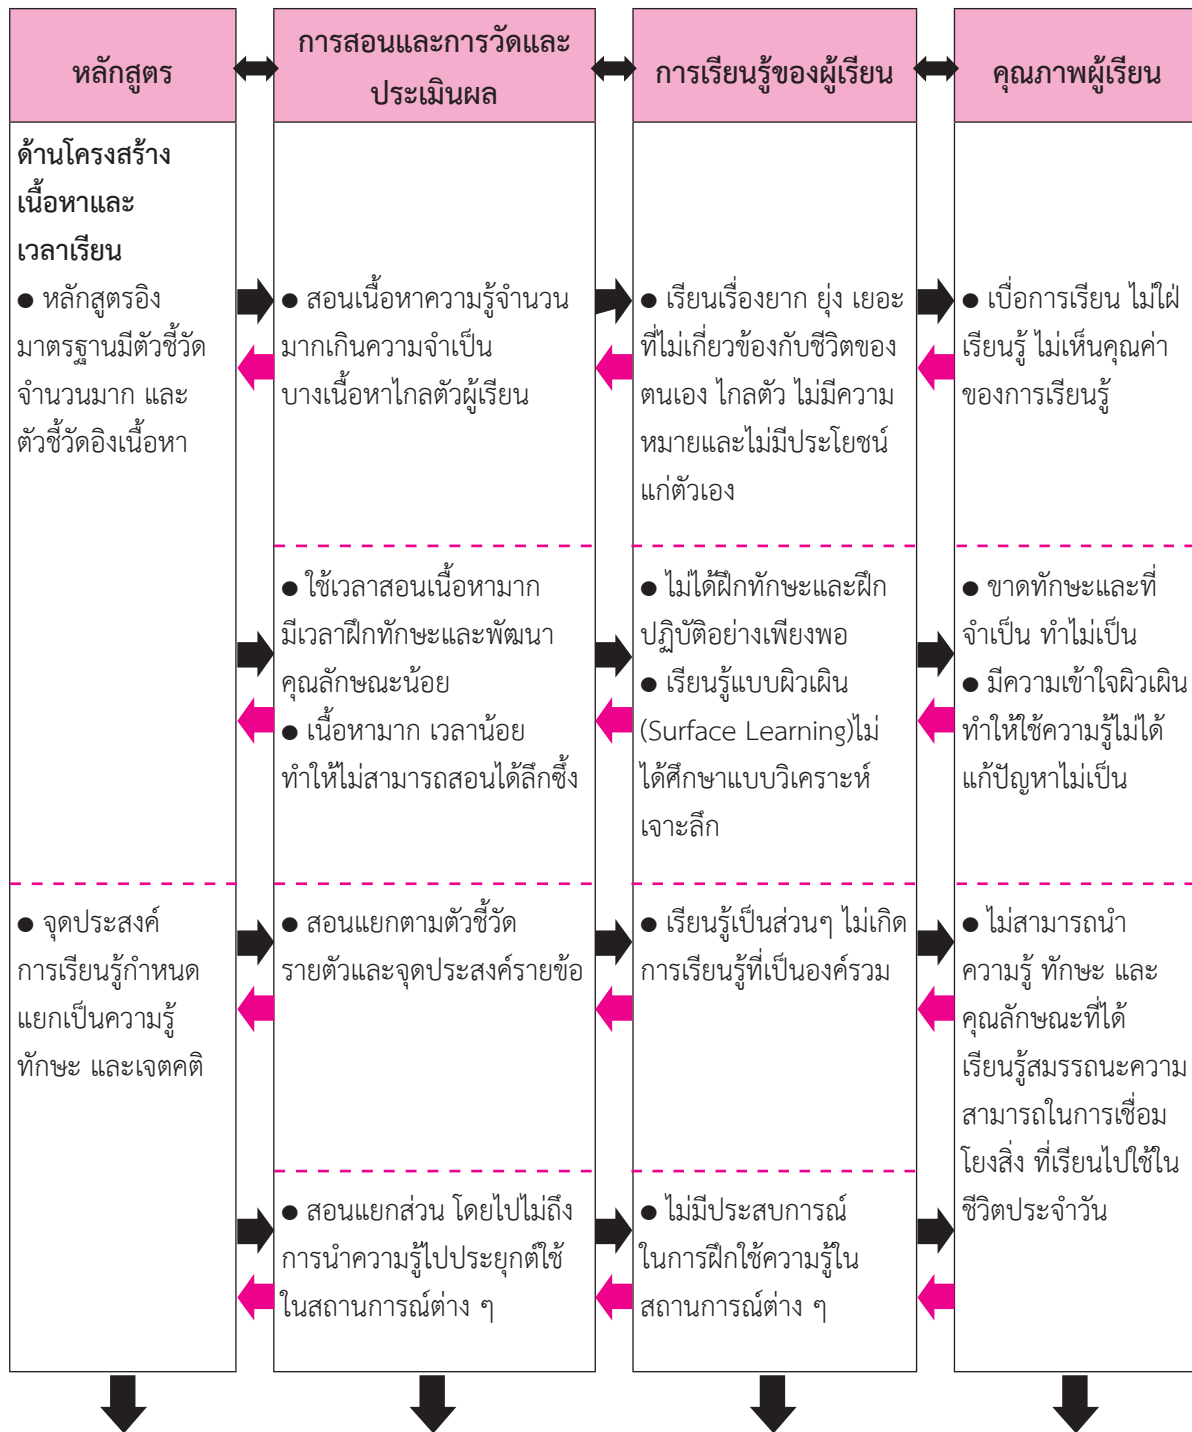 หลักสูตร
การสอนและการวัดและ
ประเมินผล
การเรียนรู้ของผู้เรียน
คุณภาพผู้เรียน
ด้านโครงสร้าง
เนื้อหาและ
เวลาเรียน
● หลักสูตรอิง
มาตรฐานมีตัวชี้วัด
จำนวนมาก และ
ตัวชี้วัดอิงเนื้อหา
● สอนเนื้อหาความรู้จำนวน
มากเกินความจำเป็น
บางเนื้อหาไกลตัวผู้เรียน
● เรียนเรื่องยาก ยุ่ง เยอะ
ที่ไม่เกี่ยวข้องกับชีวิตของ
ตนเอง ไกลตัว ไม่มีความ
หมายและไม่มีประโยชน์
แก่ตัวเอง
● เบื่อการเรียน ไม่ใฝ่
เรียนรู้ ไม่เห็นคุณค่า
ของการเรียนรู้
● ใช้เวลาสอนเนื้อหามาก
มีเวลาฝึกทักษะและพัฒนา
คุณลักษณะน้อย
● เนื้อหามาก เวลาน้อย
ทำให้ไม่สามารถสอนได้ลึกซึ้ง
● ไม่ได้ฝึกทักษะและฝึก
ปฏิบัติอย่างเพียงพอ
● เรียนรู้แบบผิวเผิน
(Surface Learning)ไม่
ได้ศึกษาแบบวิเคราะห์
เจาะลึก
● ขาดทักษะและที่
จำเป็น ทำไม่เป็น
● มีความเข้าใจผิวเผิน
ทำให้ใช้ความรู้ไม่ได้
แก้ปัญหาไม่เป็น
● จุดประสงค์
การเรียนรู้กำหนด
แยกเป็นความรู้
ทักษะ และเจตคติ
● สอนแยกตามตัวชี้วัด
รายตัวและจุดประสงค์รายข้อ
● เรียนรู้เป็นส่วนๆ ไม่เกิด
การเรียนรู้ที่เป็นองค์รวม
● ไม่สามารถนำ
ความรู้ ทักษะ และ
คุณลักษณะที่ได้
เรียนรู้สมรรถนะความ
สามารถในการเชื่อม
โยงสิ่ง ที่เรียนไปใช้ใน
ชีวิตประจำวัน
● สอนแยกส่วน โดยไปไม่ถึง
การนำความรู้ไปประยุกต์ใช้
ในสถานการณ์ต่าง ๆ
● ไม่มีประสบการณ์
ในการฝึกใช้ความรู้ใน
สถานการณ์ต่าง ๆ